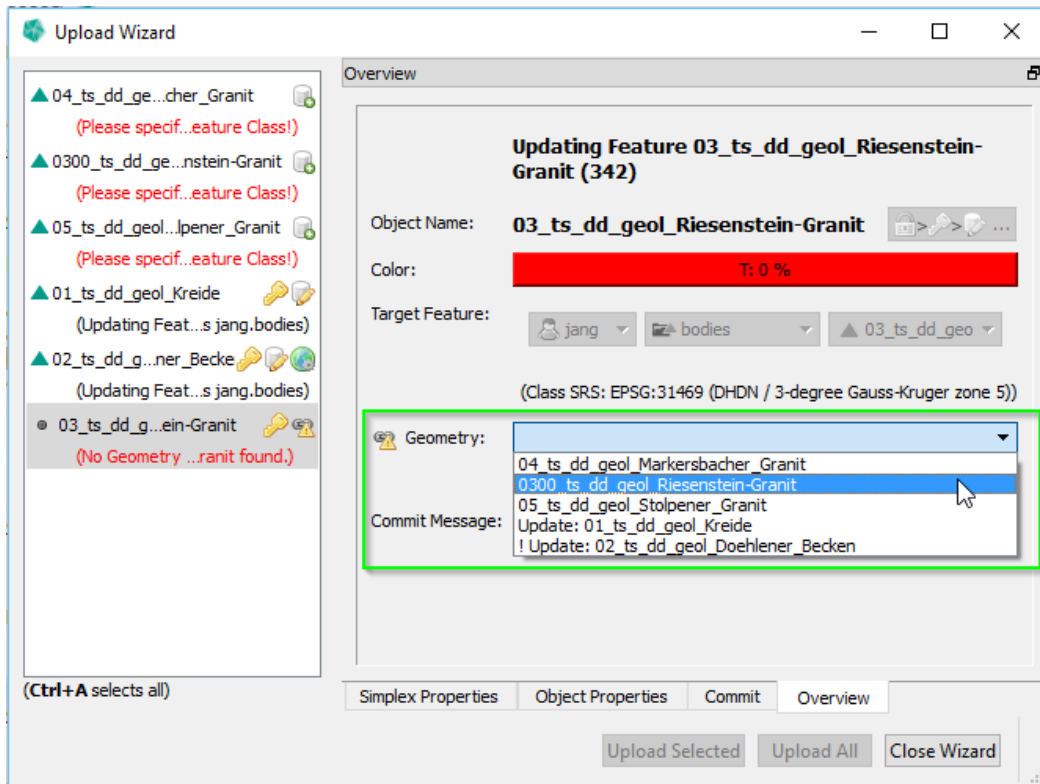 Upload Wizard
04_ts_dd_ge...cher_Granit
(Please specif...eature Class!)
0300_ts_dd_ge...nstein-Granit
(Please specif...eature Class!)
05_ts_dd_geol...lpener_Granit
(Please specif...eature Class!)
01_ts_dd_geol_Kreide
(Updating Feat...s jang.bodies)
02_ts_dd_g...ner_Becke
(Updating Feat...s jang.bodies)
03_ts_dd_g...ein-Granit
(No Geometry ...ranit found.)
(Ctrl+A selects all)
Overview
Updating Feature 03_ts_dd_geol_Riesenstein-
Granit (342)
Object Name: 03_ts_dd_geol_Riesenstein-Granit > > ...
Color: T: 0 %
Target Feature: jang bodies 03_ts_dd_geo
(Class SRS: EPSG:31469 (DHDN / 3-degree Gauss-Kruger zone 5))
Geometry:
04_ts_dd_geol_Markersbacher_Granit
0300_ts_dd_geol_Riesenstein-Granit
05_ts_dd_geol_Stolpener_Granit
Commit Message: Update: 01_ts_dd_geol_Kreide
! Update: 02_ts_dd_geol_Doehlener_Becken
Simplex Properties Object Properties Commit Overview
Upload Selected Upload All Close Wizard